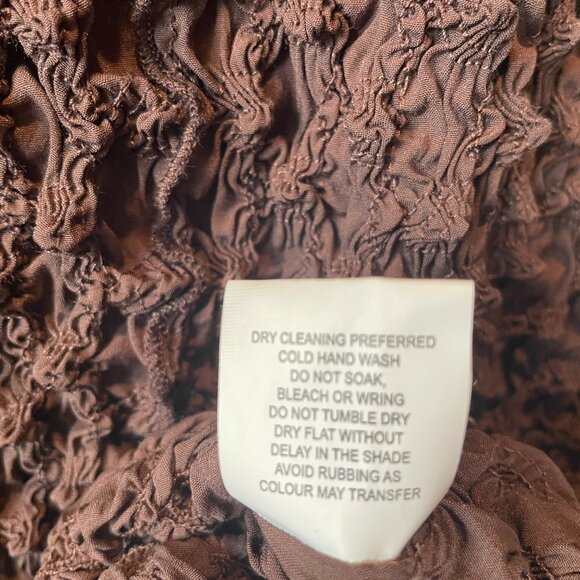 DRY CLEANING PREFERRED
COLD HAND WASH
DO NOT SOAK,
BLEACH OR WRING
DO NOT TUMBLE DRY
DRY FLAT WITHOUT
DELAY IN THE SHADE
AVOID RUBBING AS
COLOUR MAY TRANSFER